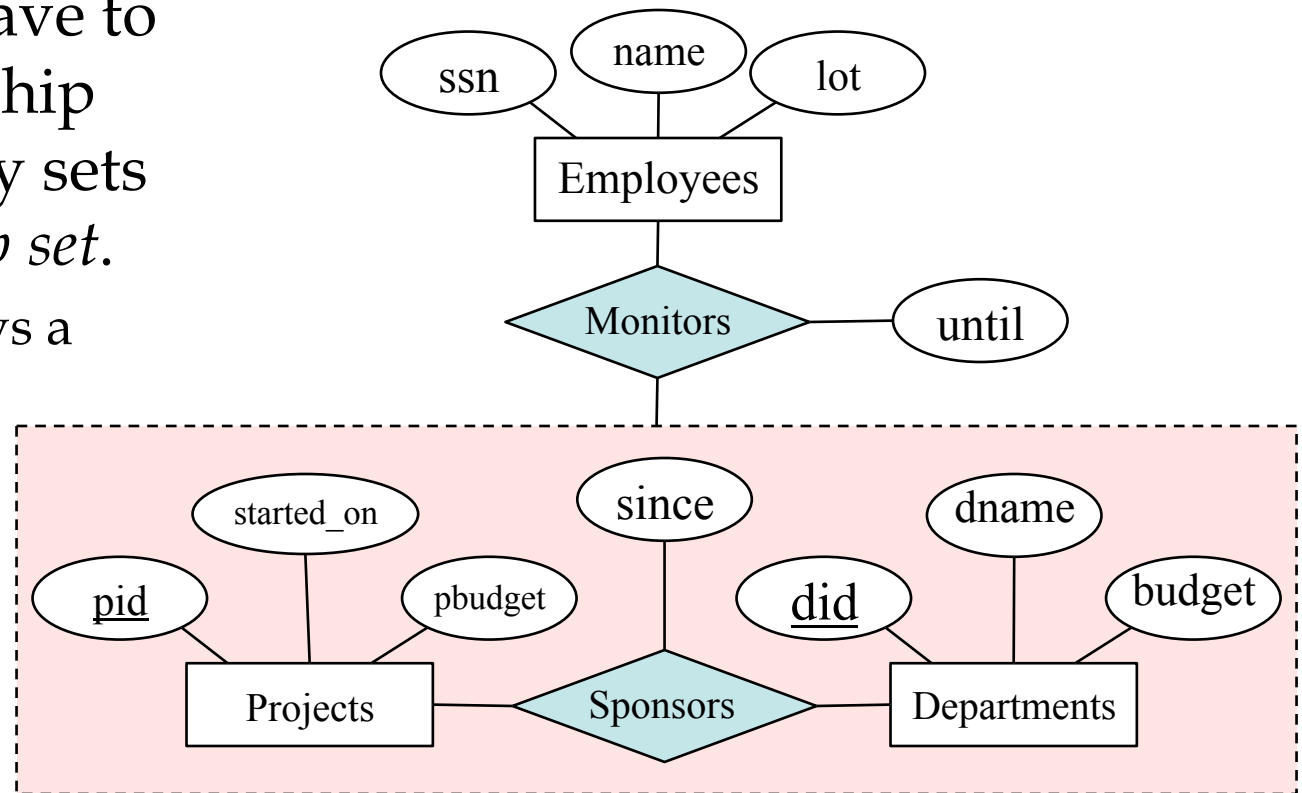 ave to
ship
y sets
p set.
ys a
name
ssn
lot
Employees
Monitors
until
since
dname
started_on
pid
pbudget
did
budget
Projects
Sponsors
Departments